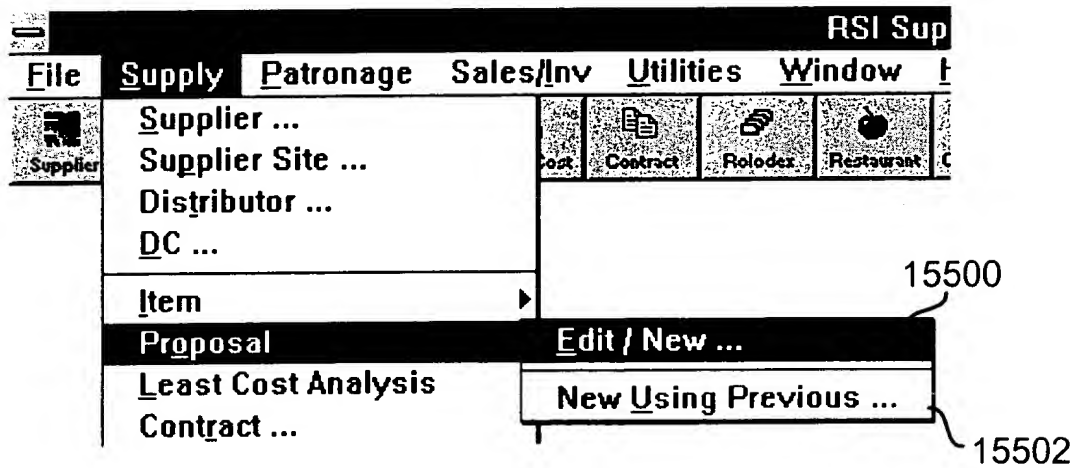 RSI Sup
File Supply Patronage Sales/Inv Utilities Window H
Supplier Cost Contract Rolodex Restaurant
Supplier ...
Supplier Site ...
Distributor ...
DC ...
Item
Proposal
Least Cost Analysis
Contract ...
15500
Edit / New ...
New Using Previous ...
15502